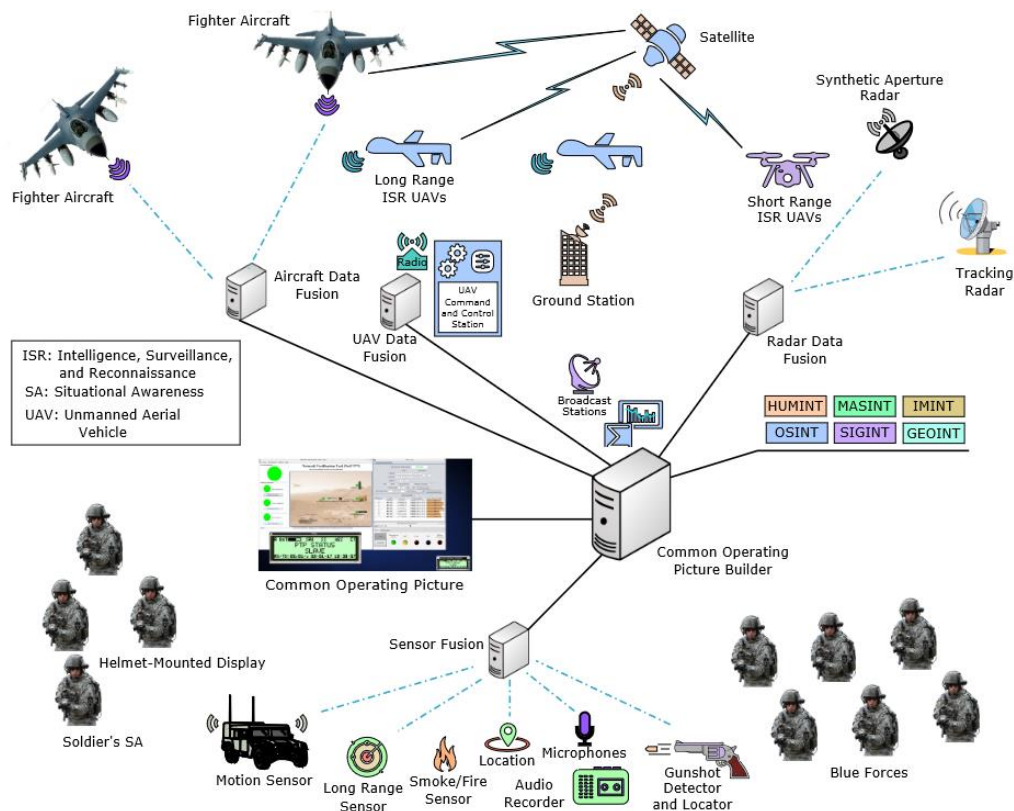 Fighter Aircraft
Satellite
Synthetic Aperture
Radar
Fighter Aircraft
Long Range
ISR UAVs
Short Range
ISR UAVs
Tracking
Radar
Aircraft Data
Fusion
Radio
UAV
Command
and Control
Station
Ground Station
UAV Data
Fusion
Radar Data
Fusion
ISR: Intelligence, Surveillance,
and Reconnaissance
SA: Situational Awareness
UAV: Unmanned Aerial
Vehicle
Broadcast
Stations
HUMINT MASINT IMINT
OSINT SIGINT GEOINT
PTP STATUS
SLAVE
Common Operating Picture
Common Operating
Picture Builder
Sensor Fusion
Helmet-Mounted Display
Soldier's SA
Motion Sensor
Long Range
Sensor
Smoke/Fire
Sensor
Location
Microphones
Audio
Recorder
Gunshot
Detector
and Locator
Blue Forces